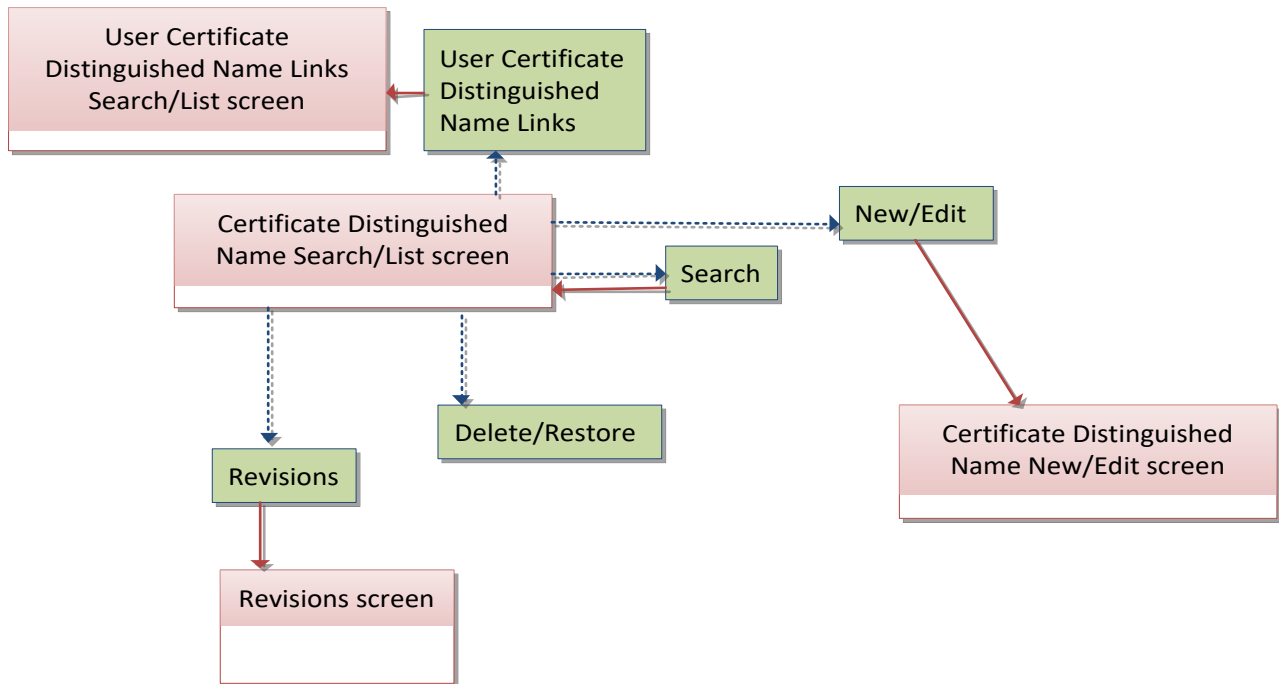 User Certificate
Distinguished Name Links
Search/List screen
User Certificate
Distinguished
Name Links
Certificate Distinguished
Name Search/List screen
New/Edit
Search
Delete/Restore
Certificate Distinguished
Name New/Edit screen
Revisions
Revisions screen